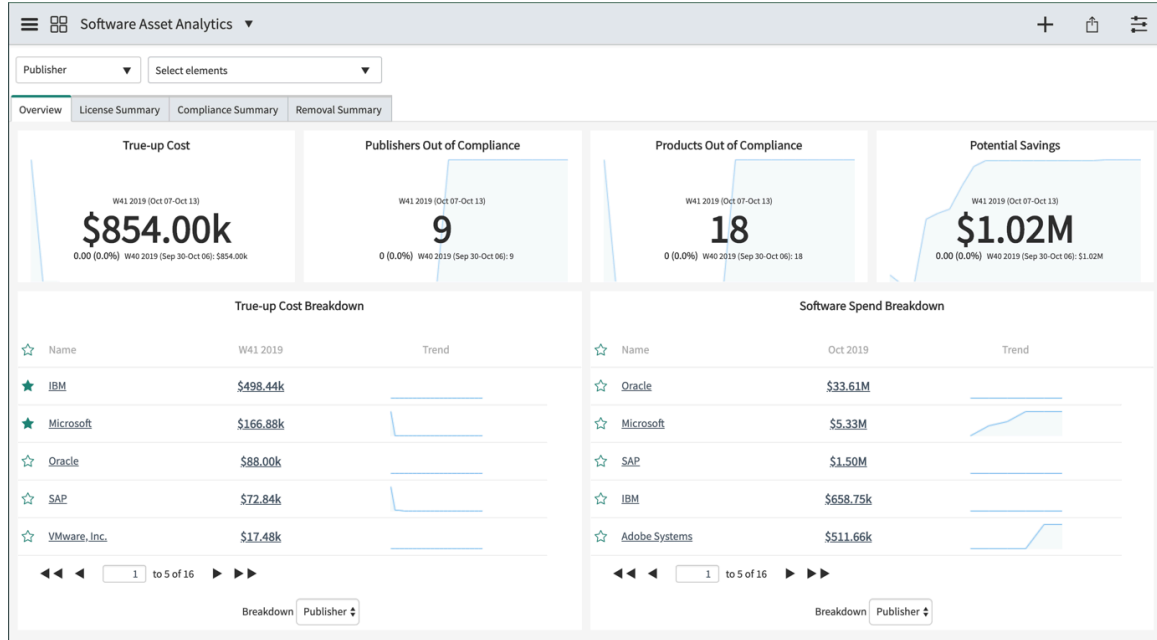 Software Asset Analytics
Publisher Select elements
Overview License Summary Compliance Summary Removal Summary
True-up Cost
W41 2019 (Oct 07-Oct 13)
$854.00k
0.00 (0.0%) W40 2019 (Sep 30-Oct 06): $854.00k
Publishers Out of Compliance
W41 2019 (Oct 07-Oct 13)
9
0 (0.0%) W40 2019 (Sep 30-Oct 06): 9
Products Out of Compliance
W41 2019 (Oct 07-Oct 13)
18
0 (0.0%) W40 2019 (Sep 30-Oct 06): 18
Potential Savings
W41 2019 (Oct 07-Oct 13)
$1.02M
0.00 (0.0%) W40 2019 (Sep 30-Oct 06): $1.02M
True-up Cost Breakdown
Name W41 2019 Trend
IBM $498.44k
Microsoft $166.88k
Oracle $88.00k
SAP $72.84k
VMware, Inc. $17.48k
1 to 5 of 16
Breakdown Publisher
Software Spend Breakdown
Name Oct 2019 Trend
Oracle $33.61M
Microsoft $5.33M
SAP $1.50M
IBM $658.75k
Adobe Systems $511.66k
1 to 5 of 16
Breakdown Publisher